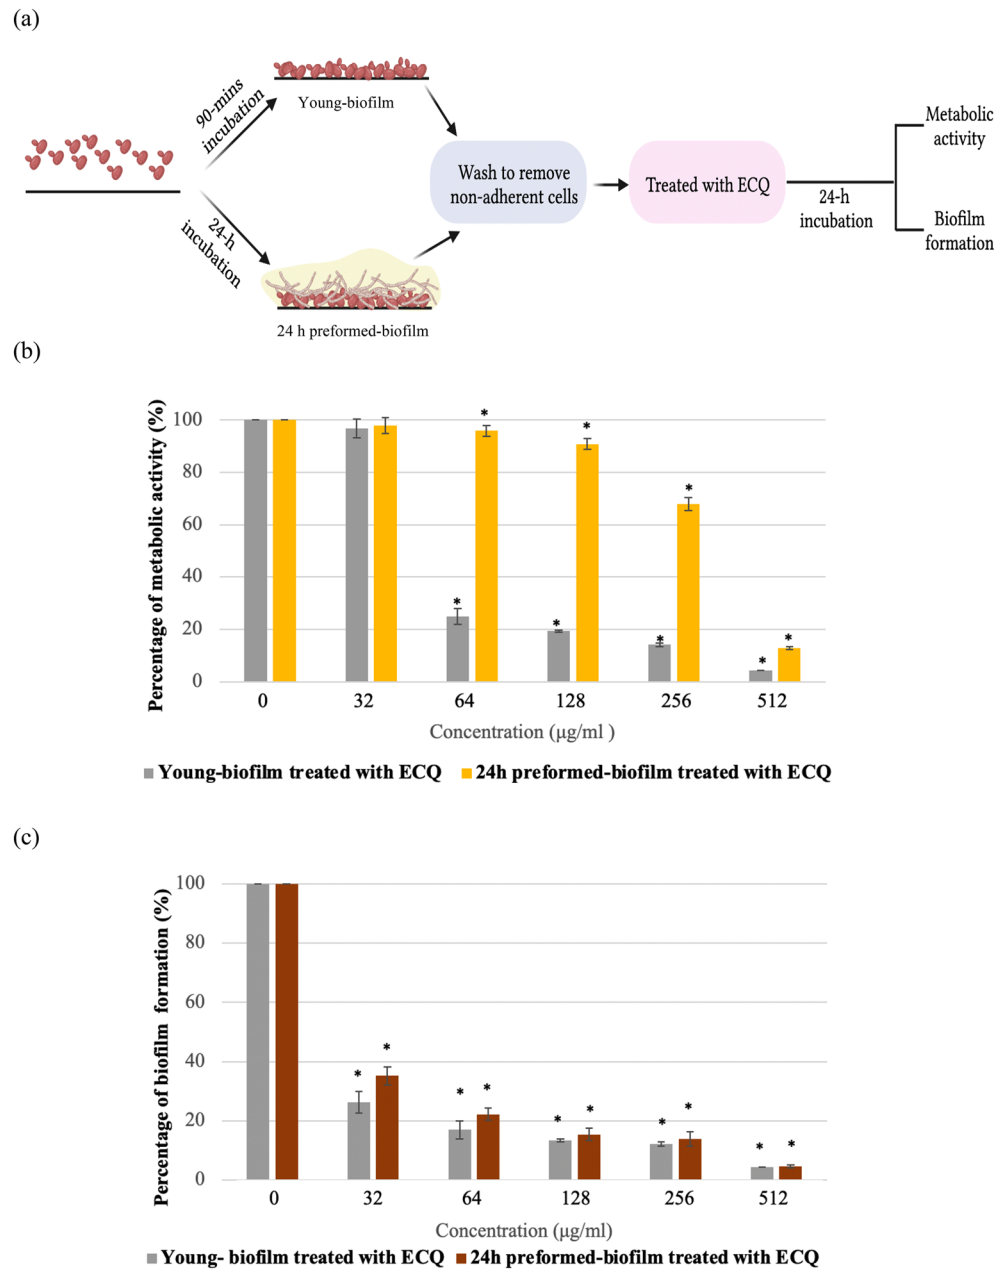 (a)
90-mins
incubation
Young-biofilm
24-h
incubation
24 h preformed-biofilm
Wash to remove
non-adherent cells
Treated with ECQ
24-h
incubation
Metabolic
activity
Biofilm
formation
(b)
Percentage of metabolic activity (%)
100
80
60
40
20
0
* * * * * * * *
0 32 64 128 256 512
Concentration (µg/ml )
Young-biofilm treated with ECQ 24h preformed-biofilm treated with ECQ
(c)
Percentage of biofilm formation (%)
100
80
60
40
20
0
* * * * * * * * * *
0 32 64 128 256 512
Concentration (µg/ml)
Young- biofilm treated with ECQ 24h preformed-biofilm treated with ECQ